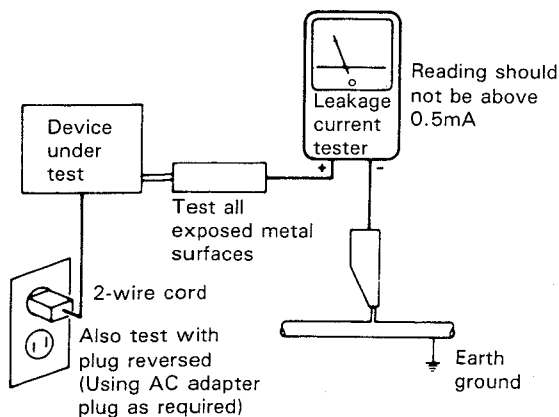 Device
under
test
Leakage
current
tester
+ -
Reading should
not be above
0.5mA
Test all
exposed metal
surfaces
2-wire cord
Also test with
plug reversed
(Using AC adapter
plug as required)
Earth
ground